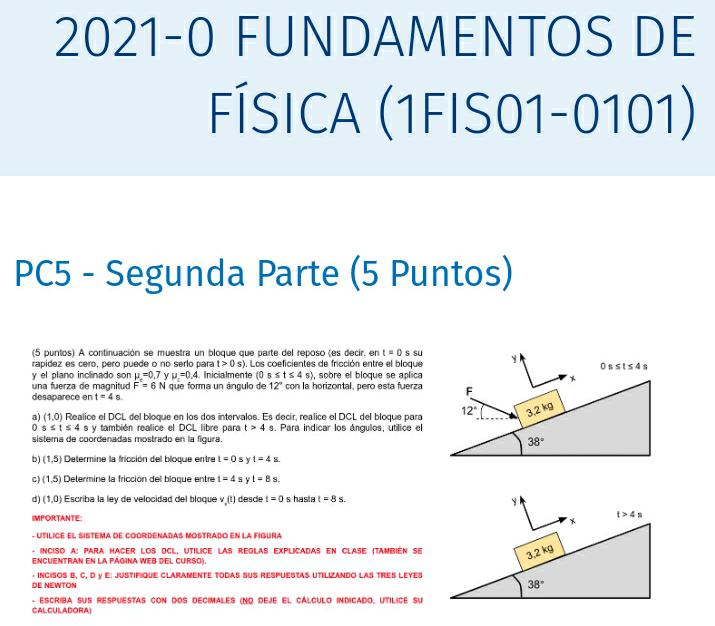 2021-0 FUNDAMENTOS DE
FÍSICA (1FIS01-0101)
PC5 - Segunda Parte (5 Puntos)
(5 puntos) A continuación se muestra un bloque que parte del reposo (es decir, en t = 0 s su
rapidez es cero, pero puede o no serlo para t > 0 s). Los coeficientes de fricción entre el bloque
y el plano inclinado son μe=0,7 y μc=0,4. Inicialmente (0 ≤ t ≤ 4 s), sobre el bloque se aplica
una fuerza de magnitud F = 6 N que forma un ángulo de 12° con la horizontal, pero esta fuerza
desaparece en t = 4 s.
a) (1,0) Realice el DCL del bloque en los dos intervalos. Es decir, realice el DCL del bloque para
0 s ≤ t ≤ 4 s y también realice el DCL libre para t > 4 s. Para indicar los ángulos, utilice el
sistema de coordenadas mostrado en la figura.
b) (1,5) Determine la fricción del bloque entre t = 0 s y t = 4 s.
c) (1,5) Determine la fricción del bloque entre t = 4 s y t = 8 s.
d) (1,0) Escriba la ley de velocidad del bloque vx(t) desde t = 0 s hasta t = 8 s.
IMPORTANTE:
- UTILICE EL SISTEMA DE COORDENADAS MOSTRADO EN LA FIGURA
- INCISO A: PARA HACER LOS DCL, UTILICE LAS REGLAS EXPLICADAS EN CLASE (TAMBIÉN SE
ENCUENTRAN EN LA PÁGINA WEB DEL CURSO).
- INCISOS B, C, D y E: JUSTIFIQUE CLARAMENTE TODAS SUS RESPUESTAS UTILIZANDO LAS TRES LEYES
DE NEWTON
- ESCRIBA SUS RESPUESTAS CON DOS DECIMALES (NO DEJE EL CÁLCULO INDICADO, UTILICE SU
CALCULADORA)
y
x
0 s ≤ t ≤ 4 s
F
12°
3,2 kg
38°
y
x
t > 4 s
3,2 kg
38°